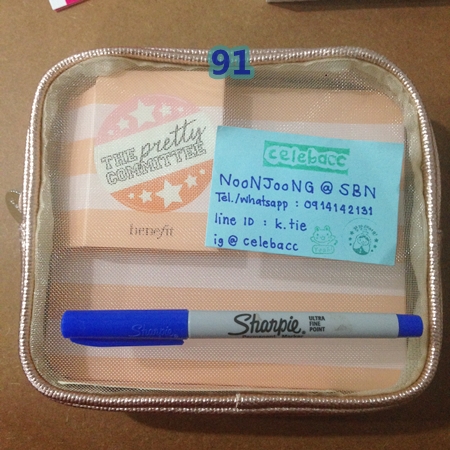 91
THE pretty
COMMITTEE
benefit
celebacc
NOONJOONG @ SBN
Tel./whatsapp : 0914142131
line ID : k.tie
ig @ celebacc
Sharpie
Sharpie. ULTRA
FINE
POINT